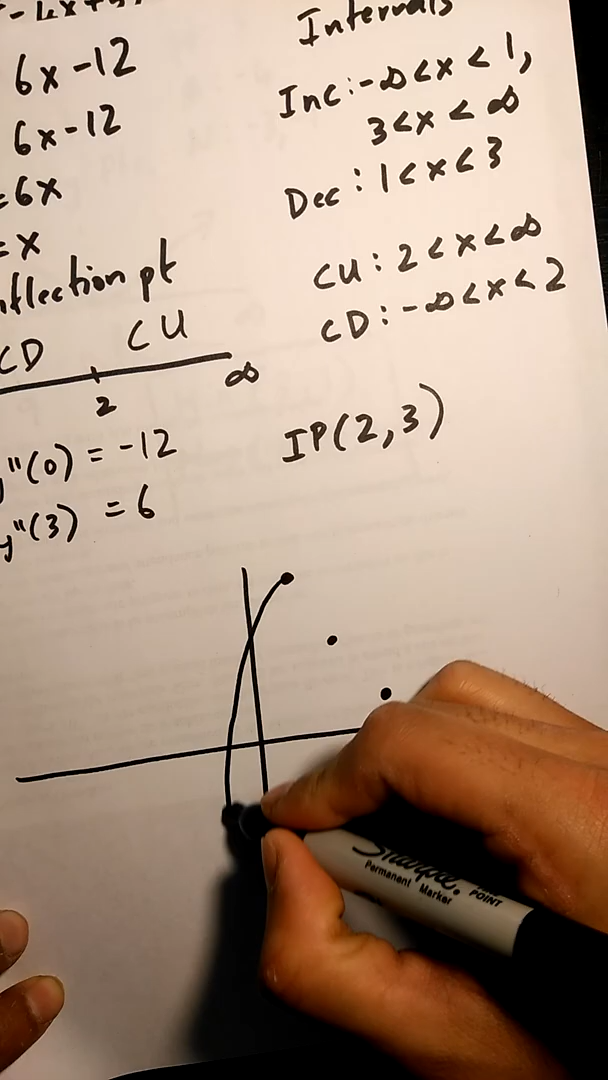 Intervals
6x-12
Inc:-∞<x<1,
6x-12
3<x<∞
=6x
Dec:1<x<3
=x
CU:2<x<∞
CD:-∞<x<2
pt
CD CU
2
∞
IP(2,3)
y"(0)=-12
y"(3)=6
Sharpie.
Permanent Marker
POINT